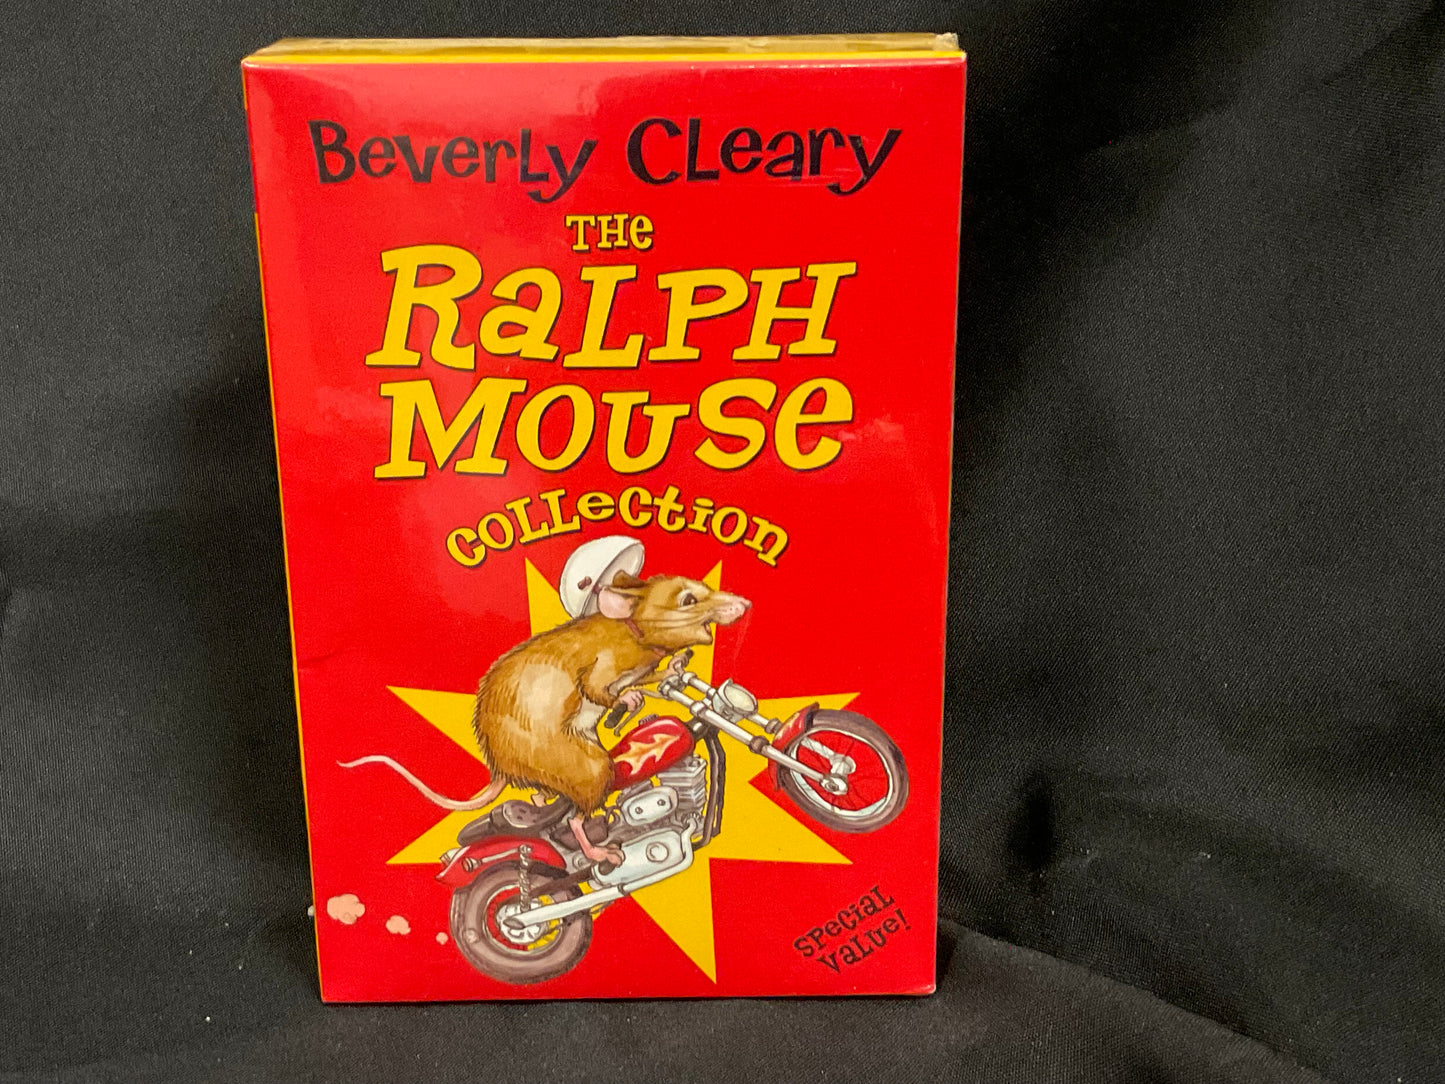 Beverly Cleary
THe
RaLPH
MOUSe
COLLeCtion
SPeciaL
VaLUe!